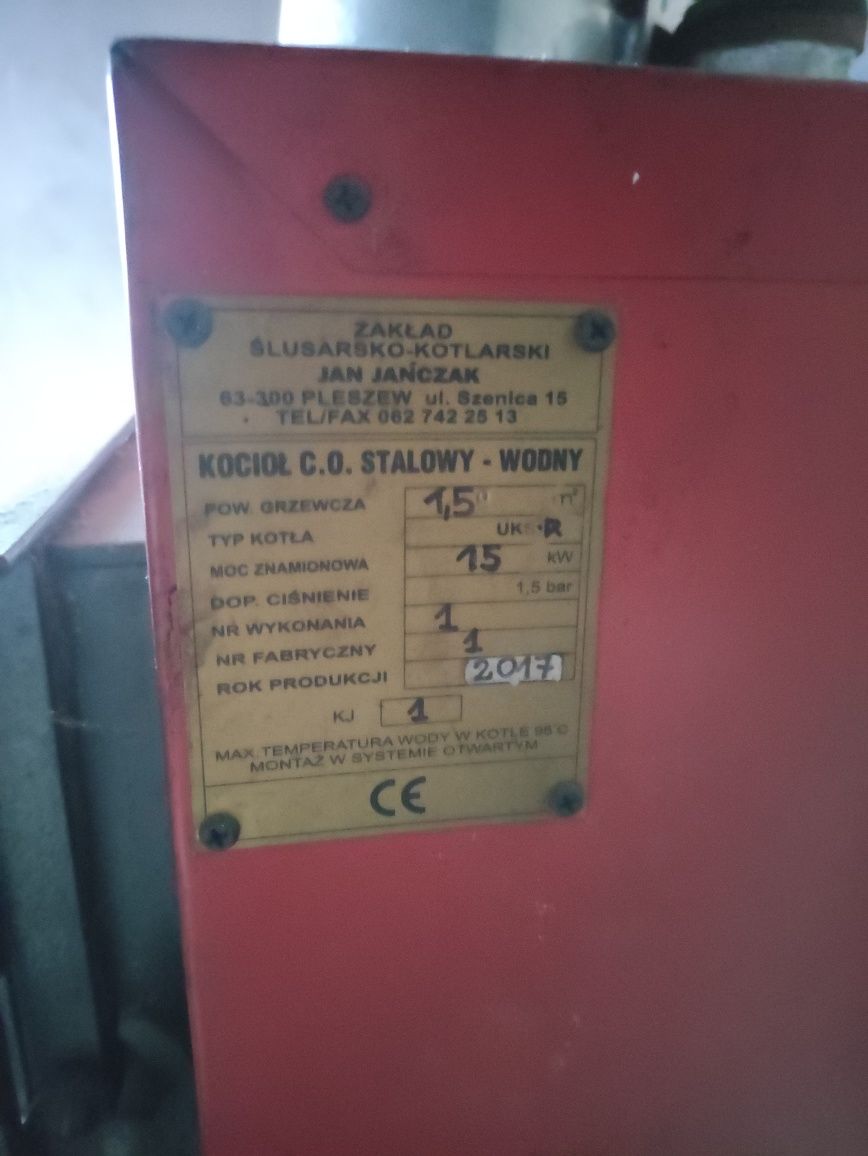 ZAKŁAD
ŚLUSARSKO-KOTLARSKI
JAN JAŃCZAK
63-300 PLESZEW ul. Szenica 15
TEL/FAX 062 742 25 13
KOCIOŁ C.O. STALOWY - WODNY
POW. GRZEWCZA 1,5 m²
TYP KOTŁA
MOC ZNAMIONOWA 15 kW
DOP. CIŚNIENIE 1,5 bar
NR WYKONANIA 1
NR FABRYCZNY 1
ROK PRODUKCJI 2017
KJ 1
MAX. TEMPERATURA WODY W KOTLE 95°C
MONTAŻ W SYSTEMIE OTWARTYM
CE